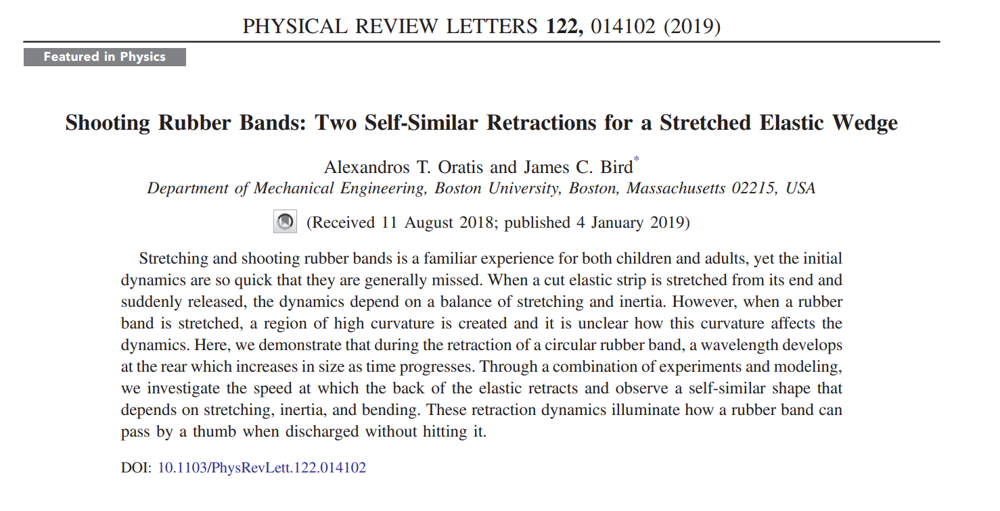 PHYSICAL REVIEW LETTERS 122, 014102 (2019)
Featured in Physics
Shooting Rubber Bands: Two Self-Similar Retractions for a Stretched Elastic Wedge
Alexandros T. Oratis and James C. Bird*
Department of Mechanical Engineering, Boston University, Boston, Massachusetts 02215, USA
(Received 11 August 2018; published 4 January 2019)
Stretching and shooting rubber bands is a familiar experience for both children and adults, yet the initial
dynamics are so quick that they are generally missed. When a cut elastic strip is stretched from its end and
suddenly released, the dynamics depend on a balance of stretching and inertia. However, when a rubber
band is stretched, a region of high curvature is created and it is unclear how this curvature affects the
dynamics. Here, we demonstrate that during the retraction of a circular rubber band, a wavelength develops
at the rear which increases in size as time progresses. Through a combination of experiments and modeling,
we investigate the speed at which the back of the elastic retracts and observe a self-similar shape that
depends on stretching, inertia, and bending. These retraction dynamics illuminate how a rubber band can
pass by a thumb when discharged without hitting it.
DOI: 10.1103/PhysRevLett.122.014102